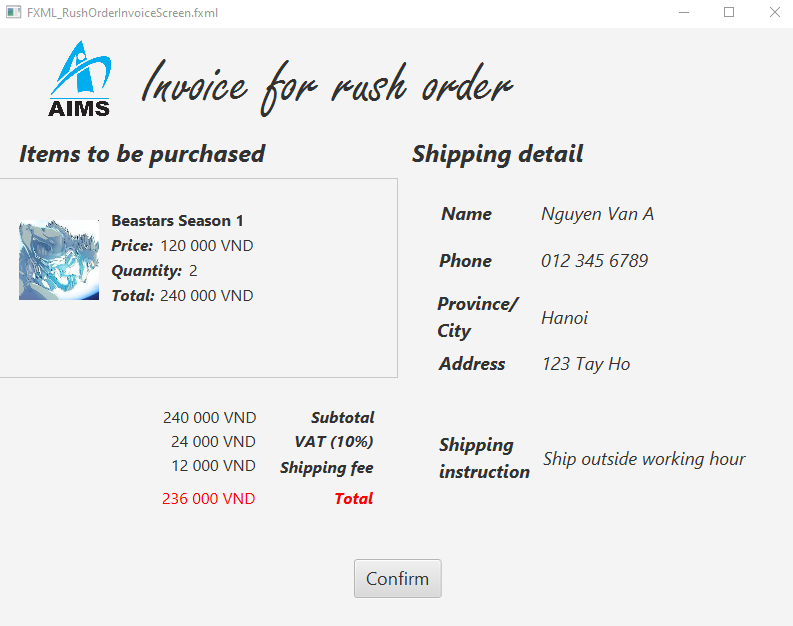 FXML_RushOrderInvoiceScreen.fxml
AIMS
Invoice for rush order
Items to be purchased
Beastars Season 1
Price: 120 000 VND
Quantity: 2
Total: 240 000 VND
240 000 VND Subtotal
24 000 VND VAT (10%)
12 000 VND Shipping fee
236 000 VND Total
Shipping detail
Name Nguyen Van A
Phone 012 345 6789
Province/
City Hanoi
Address 123 Tay Ho
Shipping
instruction Ship outside working hour
Confirm